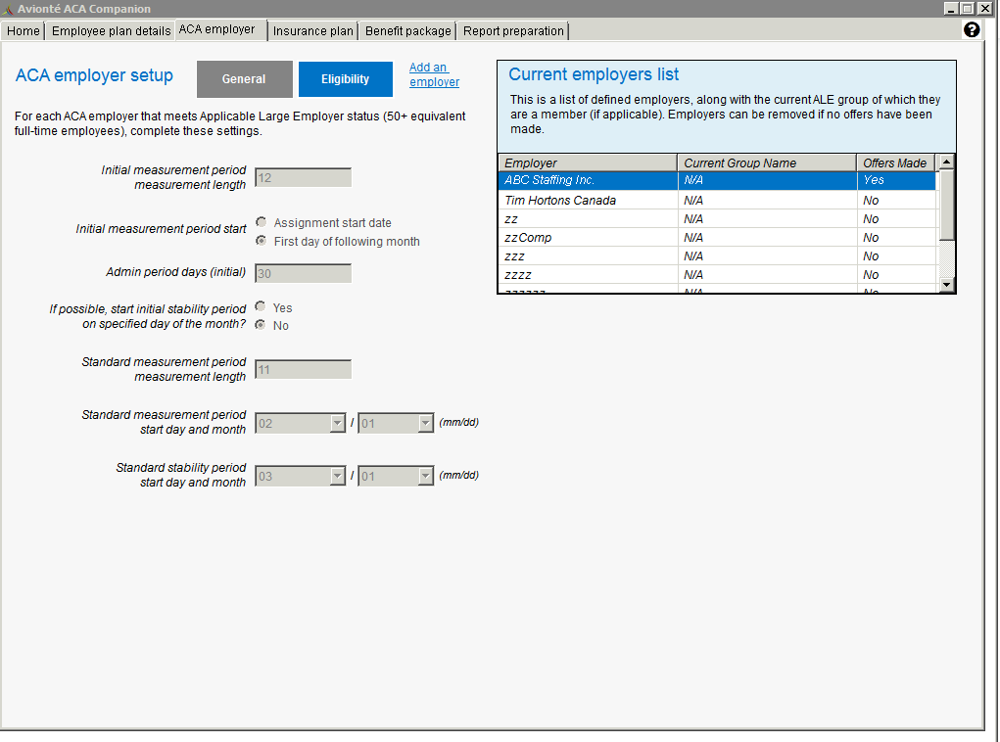 Avionté ACA Companion
Home
Employee plan details
ACA employer
Insurance plan
Benefit package
Report preparation
?
ACA employer setup
General
Eligibility
Add an
employer
For each ACA employer that meets Applicable Large Employer status (50+ equivalent
full-time employees), complete these settings.
Initial measurement period
measurement length
12
Initial measurement period start
Assignment start date
First day of following month
Admin period days (initial)
30
If possible, start initial stability period
on specified day of the month?
Yes
No
Standard measurement period
measurement length
11
Standard measurement period
start day and month
02 / 01 (mm/dd)
Standard stability period
start day and month
03 / 01 (mm/dd)
Current employers list
This is a list of defined employers, along with the current ALE group of which they
are a member (if applicable). Employers can be removed if no offers have been
made.
Employer Current Group Name Offers Made
ABC Staffing Inc. N/A Yes
Tim Hortons Canada N/A No
zz N/A No
zzComp N/A No
zzz N/A No
zzzz N/A No
zzzzzz N/A No